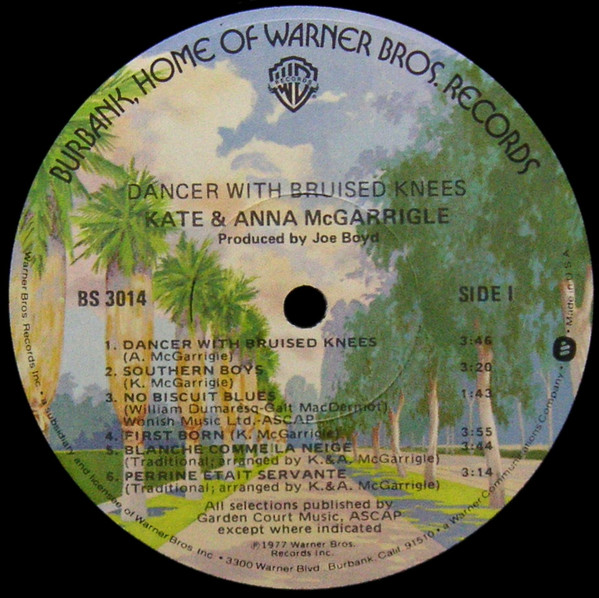 BURBANK, HOME OF WARNER BROS. RECORDS
WB
RECORDS
DANCER WITH BRUISED KNEES
KATE & ANNA McGARRIGLE
Produced by Joe Boyd
BS 3014
SIDE I
1. DANCER WITH BRUISED KNEES 3:46
(A. McGarrigle)
2. SOUTHERN BOYS 3:20
(K. McGarrigle)
3. NO BISCUIT BLUES 1:43
(William Dumaresq-Galt MacDermot)
Wonish Music Ltd.-ASCAP
4. FIRST BORN (K. McGarrigle) 3:55
5. BLANCHE COMME LA NEIGE 3:44
(Traditional; arranged by K.&A. McGarrigle)
6. PERRINE ETAIT SERVANTE 3:14
(Traditional; arranged by K.&A. McGarrigle)
All selections published by
Garden Court Music, ASCAP
except where indicated
℗1977 Warner Bros.
Records Inc.
Warner Bros. Records Inc. • a subsidiary and licensee of Warner Bros. Inc. • 3300 Warner Blvd., Burbank, Calif. 91510 • a Warner Communications Company • Made in U.S.A.